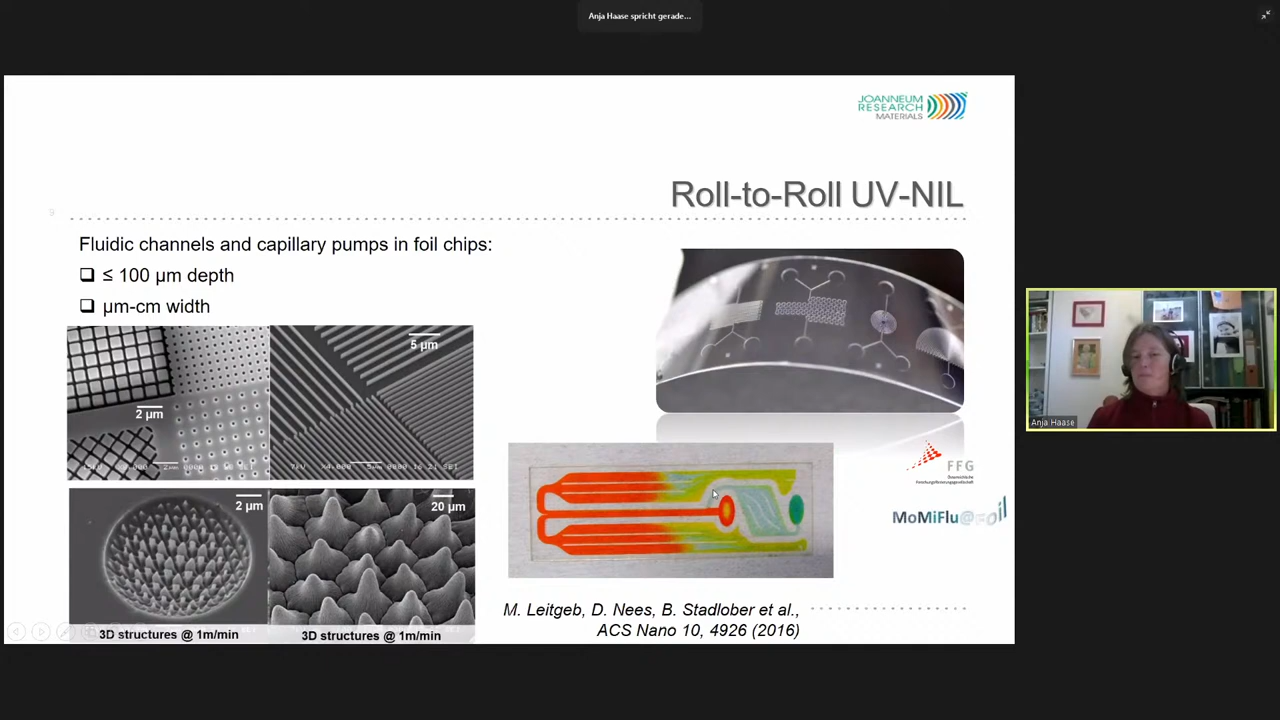 Anja Haase spricht gerade...
JOANNEUM
RESEARCH
MATERIALS
Roll-to-Roll UV-NIL
9
Fluidic channels and capillary pumps in foil chips:
≤ 100 µm depth
µm-cm width
5 µm
2 µm
2 µm
20 µm
3D structures @ 1m/min
3D structures @ 1m/min
FFG
MoMiFlu@
M. Leitgeb, D. Nees, B. Stadlober et al.,
ACS Nano 10, 4926 (2016)
Anja Haase